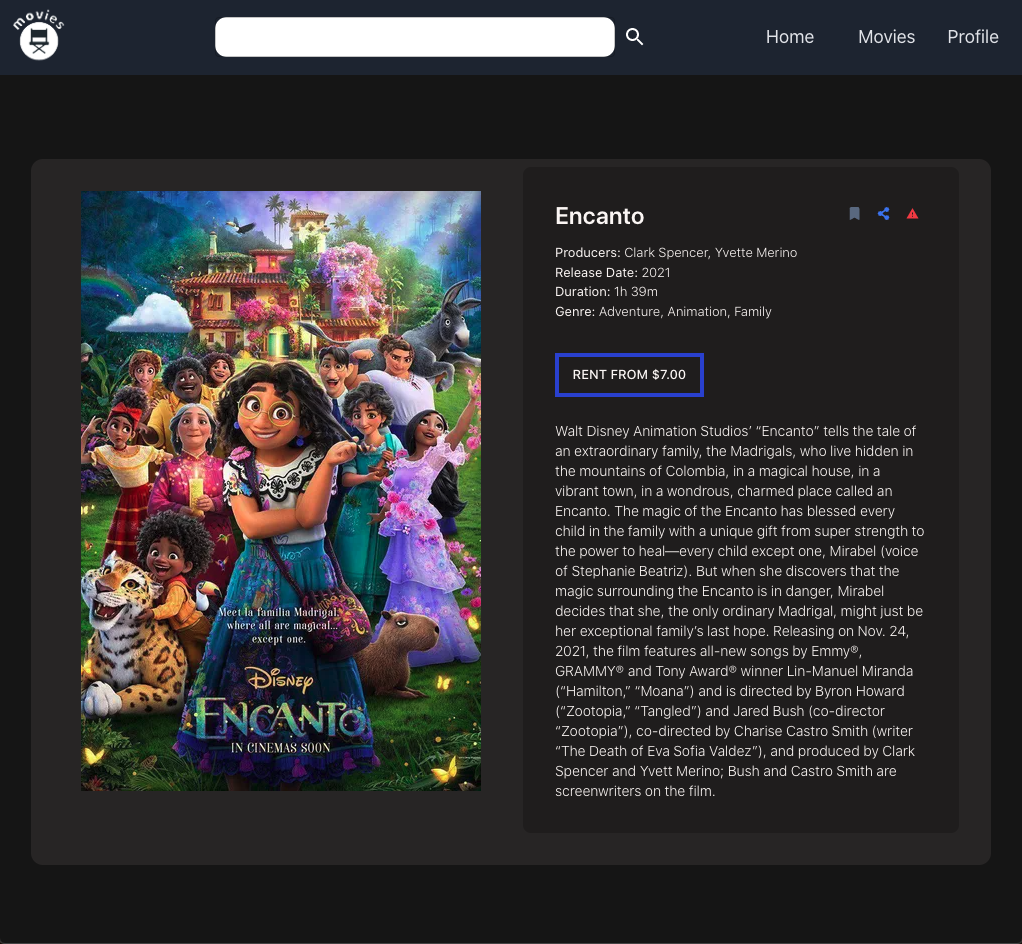 movies
Home Movies Profile
Encanto
Producers: Clark Spencer, Yvette Merino
Release Date: 2021
Duration: 1h 39m
Genre: Adventure, Animation, Family
RENT FROM $7.00
Walt Disney Animation Studios’ “Encanto” tells the tale of
an extraordinary family, the Madrigals, who live hidden in
the mountains of Colombia, in a magical house, in a
vibrant town, in a wondrous, charmed place called an
Encanto. The magic of the Encanto has blessed every
child in the family with a unique gift from super strength to
the power to heal—every child except one, Mirabel (voice
of Stephanie Beatriz). But when she discovers that the
magic surrounding the Encanto is in danger, Mirabel
decides that she, the only ordinary Madrigal, might just be
her exceptional family’s last hope. Releasing on Nov. 24,
2021, the film features all-new songs by Emmy®,
GRAMMY® and Tony Award® winner Lin-Manuel Miranda
(“Hamilton,” “Moana”) and is directed by Byron Howard
(“Zootopia,” “Tangled”) and Jared Bush (co-director
“Zootopia”), co-directed by Charise Castro Smith (writer
“The Death of Eva Sofia Valdez”), and produced by Clark
Spencer and Yvett Merino; Bush and Castro Smith are
screenwriters on the film.
Meet la familia Madrigal,
where all are magical...
except one.
Disney
ENCANTO
IN CINEMAS SOON